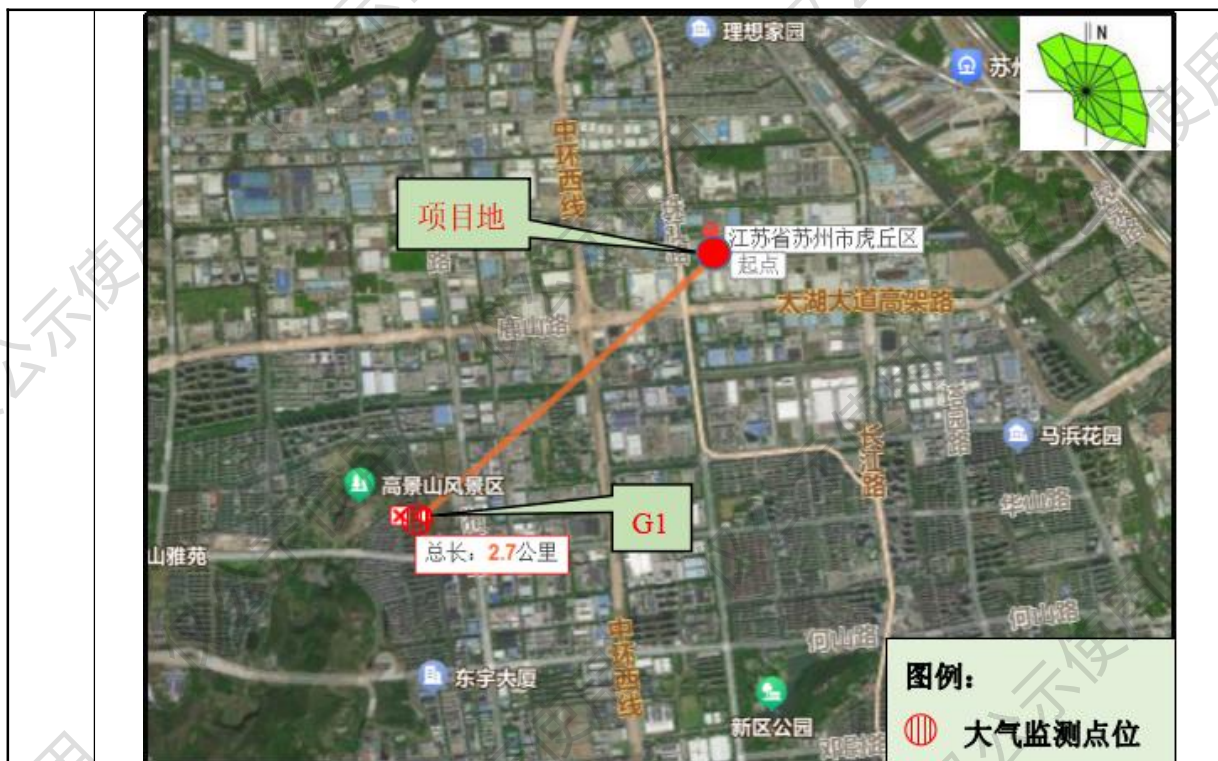 理想家园
N
苏州
中环西线
项目地
江苏省苏州市虎丘区
起点
路
太湖大道高架路
唐山路
马浜花园
长江路
高景山风景区
华山路
G1
总长：2.7公里
山雅苑
何山路
何山路
中环西线
东宇大厦
新区公园
图例：
大气监测点位